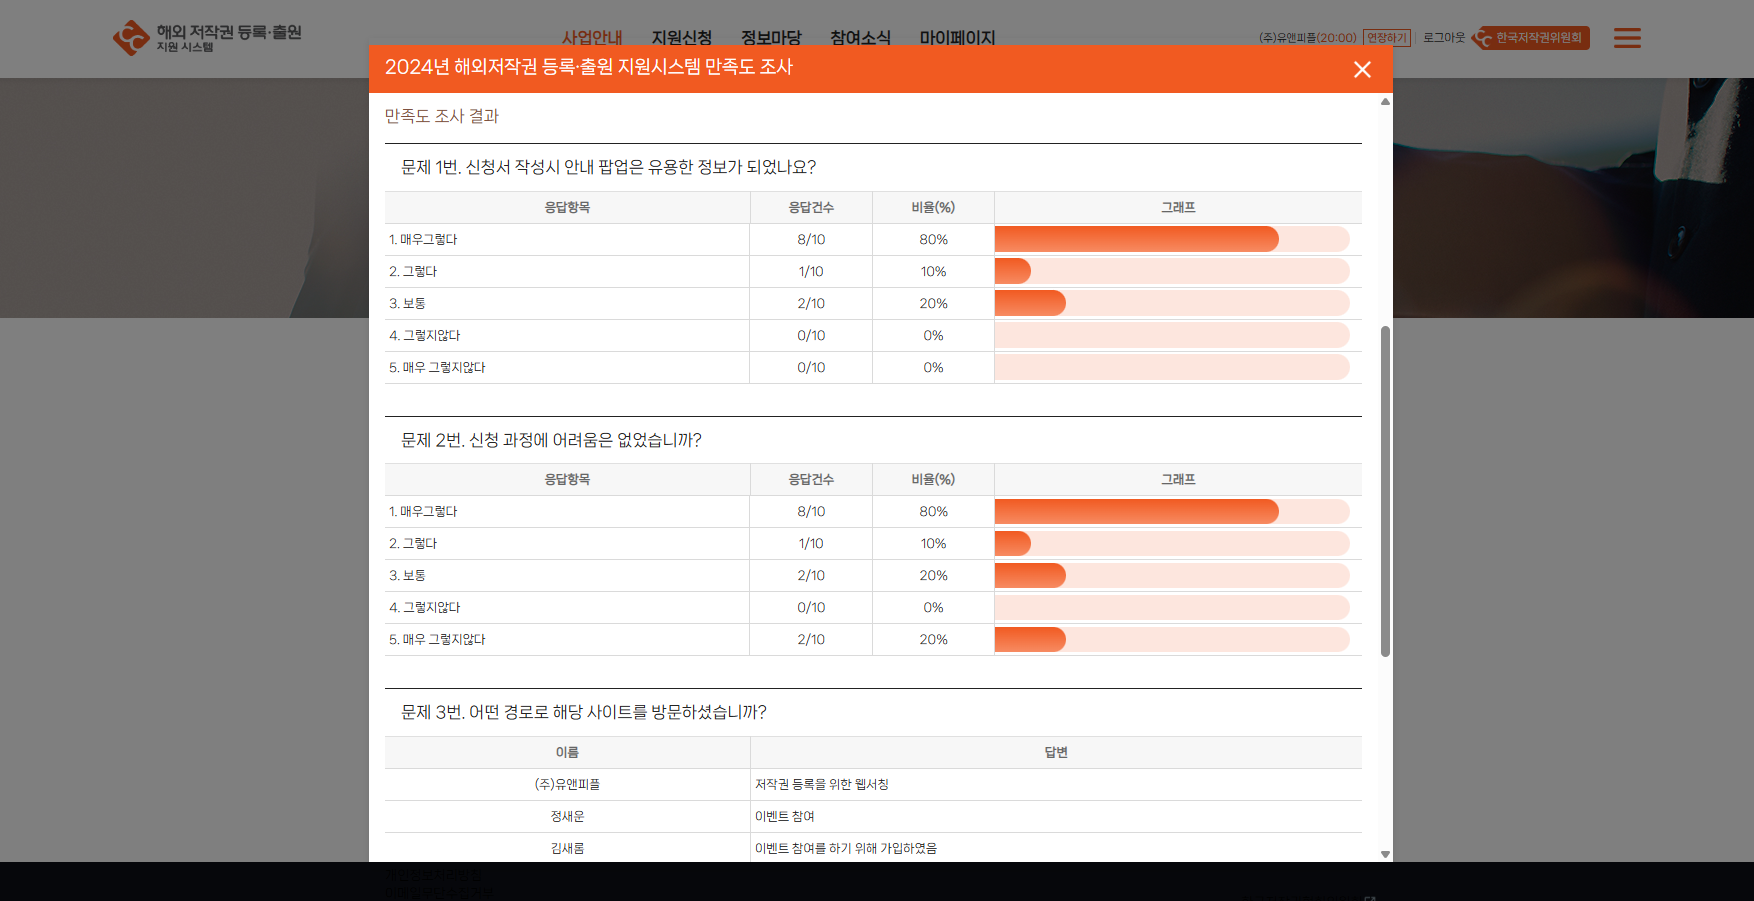 해외 저작권 등록·출원
지원 시스템
사업안내 지원신청 정보마당 참여소식 마이페이지
(주)유앤피플(20:00) 연장하기 로그아웃 한국저작권위원회
2024년 해외저작권 등록·출원 지원시스템 만족도 조사
만족도 조사 결과
문제 1번. 신청서 작성시 안내 팝업은 유용한 정보가 되었나요?
응답항목 응답건수 비율(%) 그래프
1. 매우그렇다 8/10 80%
2. 그렇다 1/10 10%
3. 보통 2/10 20%
4. 그렇지않다 0/10 0%
5. 매우 그렇지않다 0/10 0%
문제 2번. 신청 과정에 어려움은 없었습니까?
응답항목 응답건수 비율(%) 그래프
1. 매우그렇다 8/10 80%
2. 그렇다 1/10 10%
3. 보통 2/10 20%
4. 그렇지않다 0/10 0%
5. 매우 그렇지않다 2/10 20%
문제 3번. 어떤 경로로 해당 사이트를 방문하셨습니까?
이름 답변
(주)유앤피플 저작권 등록을 위한 웹서칭
정새운 이벤트 참여
김새롬 이벤트 참여를 하기 위해 가입하였음